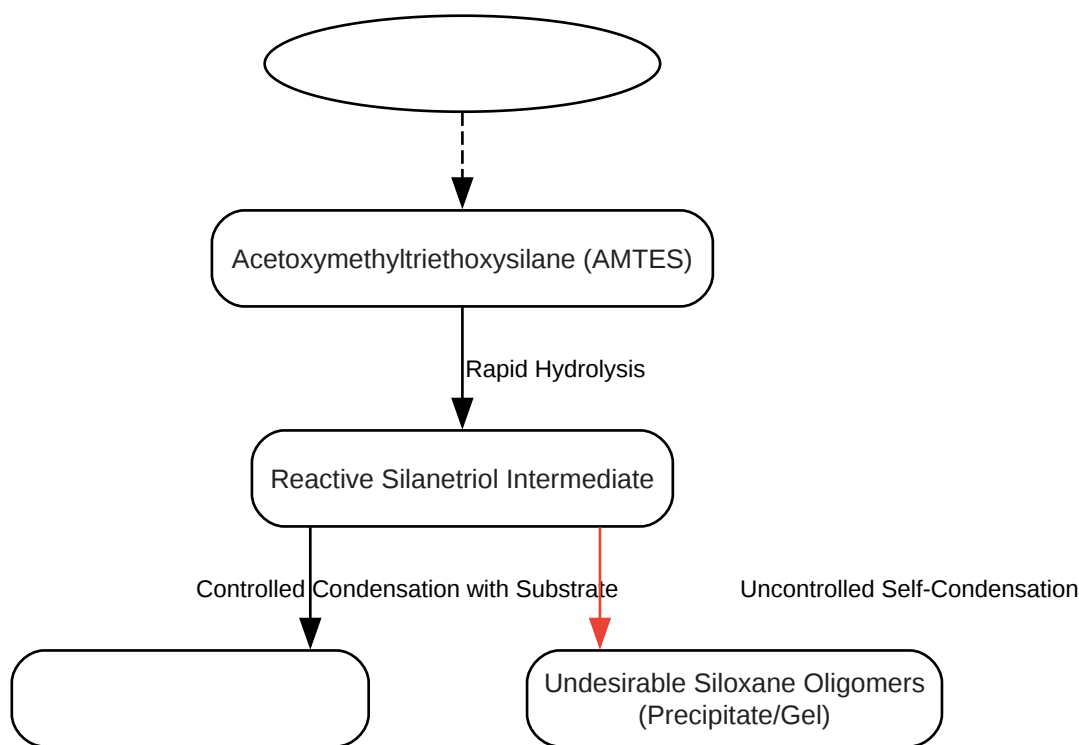 Acetoxymethyltriethoxysilane (AMTES)
Rapid Hydrolysis
Reactive Silanetriol Intermediate
Controlled Condensation with Substrate
Uncontrolled Self-Condensation
Undesirable Siloxane Oligomers
(Precipitate/Gel)